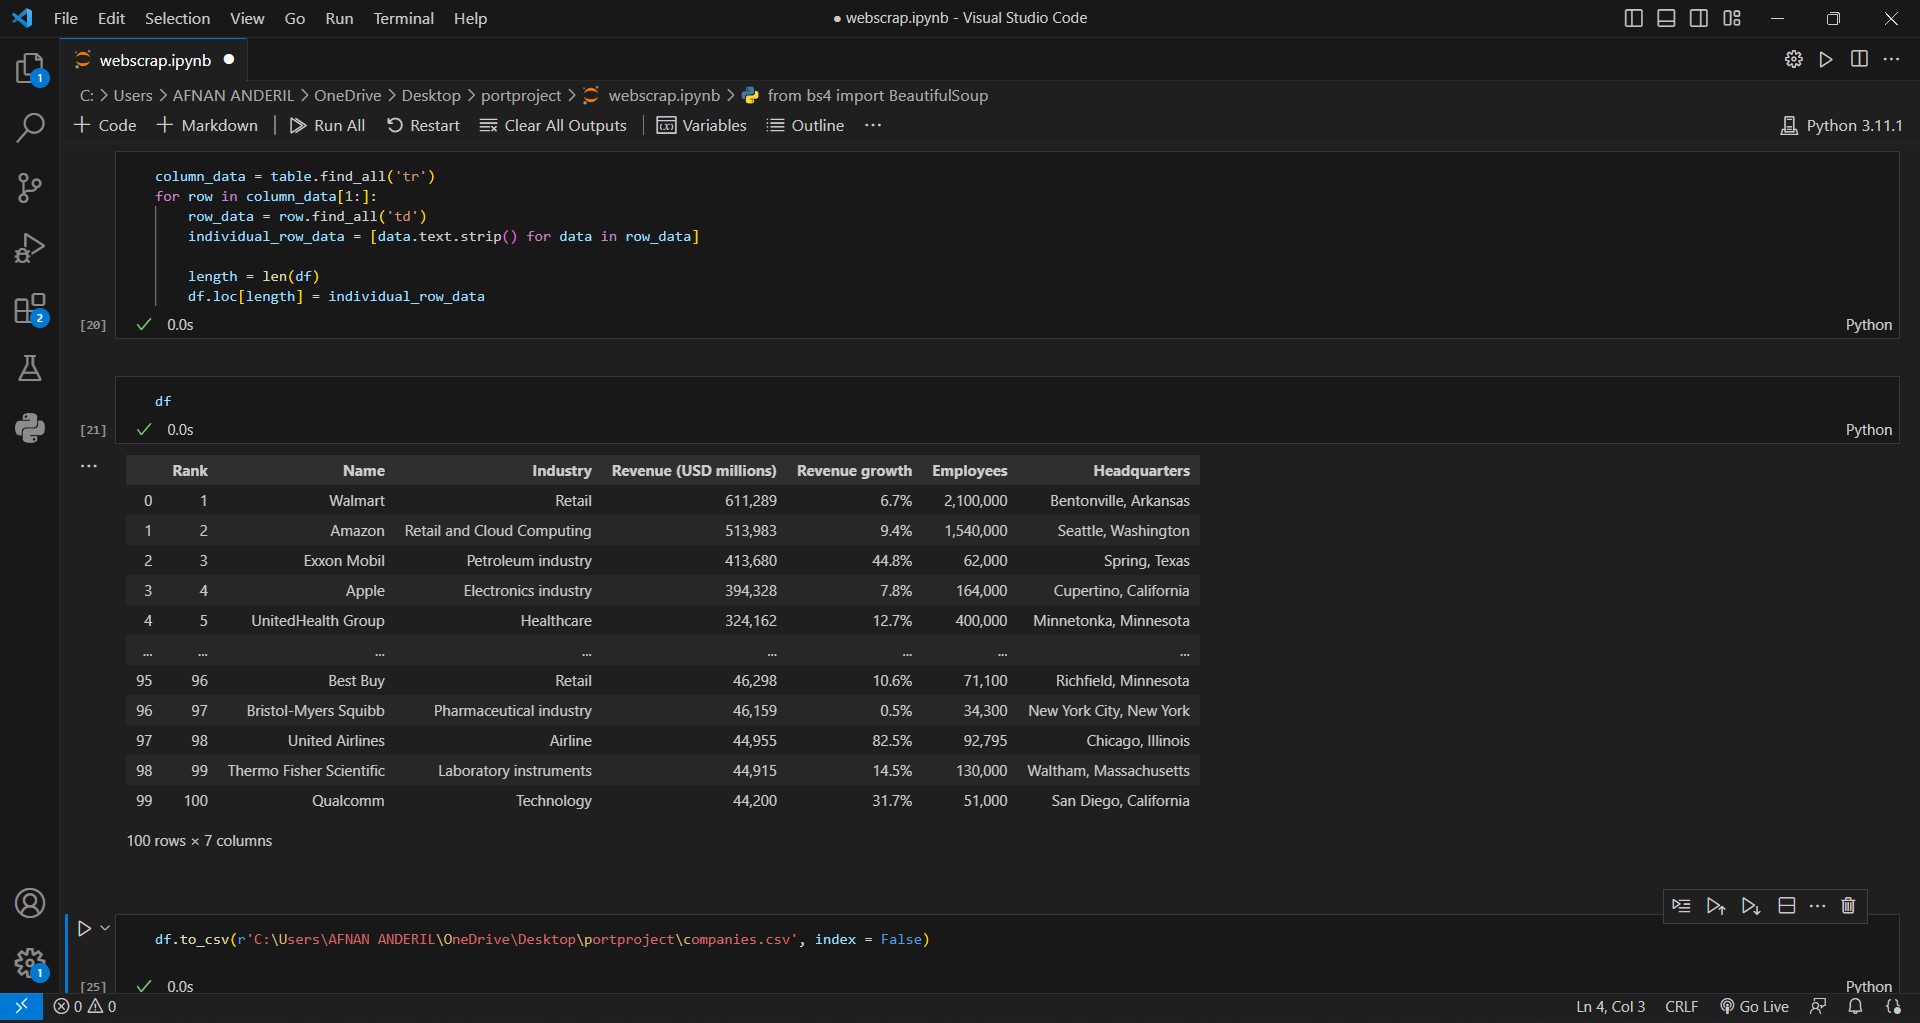 File Edit Selection View Go Run Terminal Help
● webscrap.ipynb - Visual Studio Code
1
webscrap.ipynb ●
C: > Users > AFNAN ANDERIL > OneDrive > Desktop > portproject > webscrap.ipynb > from bs4 import BeautifulSoup
+ Code + Markdown | Run All Restart Clear All Outputs | Variables Outline ... Python 3.11.1
column_data = table.find_all('tr')
for row in column_data[1:]:
    row_data = row.find_all('td')
    individual_row_data = [data.text.strip() for data in row_data]
    length = len(df)
    df.loc[length] = individual_row_data
2
[20] ✓ 0.0s Python
df
[21] ✓ 0.0s Python
...
Rank Name Industry Revenue (USD millions) Revenue growth Employees Headquarters
0 1 Walmart Retail 611,289 6.7% 2,100,000 Bentonville, Arkansas
1 2 Amazon Retail and Cloud Computing 513,983 9.4% 1,540,000 Seattle, Washington
2 3 Exxon Mobil Petroleum industry 413,680 44.8% 62,000 Spring, Texas
3 4 Apple Electronics industry 394,328 7.8% 164,000 Cupertino, California
4 5 UnitedHealth Group Healthcare 324,162 12.7% 400,000 Minnetonka, Minnesota
... ... ... ... ... ... ... ...
95 96 Best Buy Retail 46,298 10.6% 71,100 Richfield, Minnesota
96 97 Bristol-Myers Squibb Pharmaceutical industry 46,159 0.5% 34,300 New York City, New York
97 98 United Airlines Airline 44,955 82.5% 92,795 Chicago, Illinois
98 99 Thermo Fisher Scientific Laboratory instruments 44,915 14.5% 130,000 Waltham, Massachusetts
99 100 Qualcomm Technology 44,200 31.7% 51,000 San Diego, California
100 rows × 7 columns
df.to_csv(r'C:\Users\AFNAN ANDERIL\OneDrive\Desktop\portproject\companies.csv', index = False)
1
[25] ✓ 0.0s Python
0 0 Ln 4, Col 3 CRLF Go Live